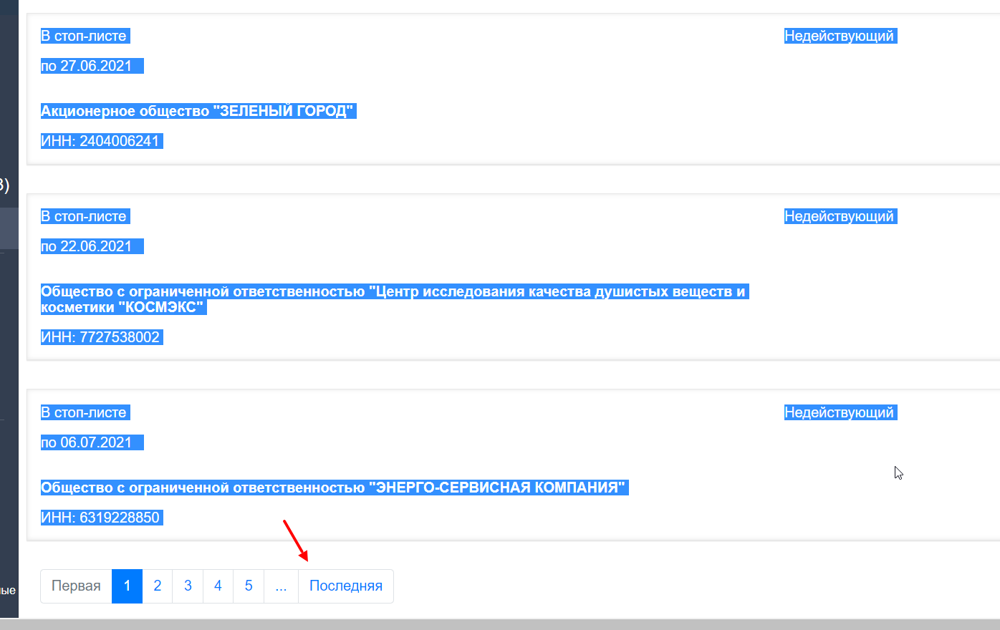 В стоп-листе
Недействующий
по 27.06.2021
Акционерное общество "ЗЕЛЕНЫЙ ГОРОД"
ИНН: 2404006241
3)
В стоп-листе
Недействующий
по 22.06.2021
Общество с ограниченной ответственностью "Центр исследования качества душистых веществ и
косметики "КОСМЭКС"
ИНН: 7727538002
В стоп-листе
Недействующий
по 06.07.2021
Общество с ограниченной ответственностью "ЭНЕРГО-СЕРВИСНАЯ КОМПАНИЯ"
ИНН: 6319228850
Первая 1 2 3 4 5 ... Последняя